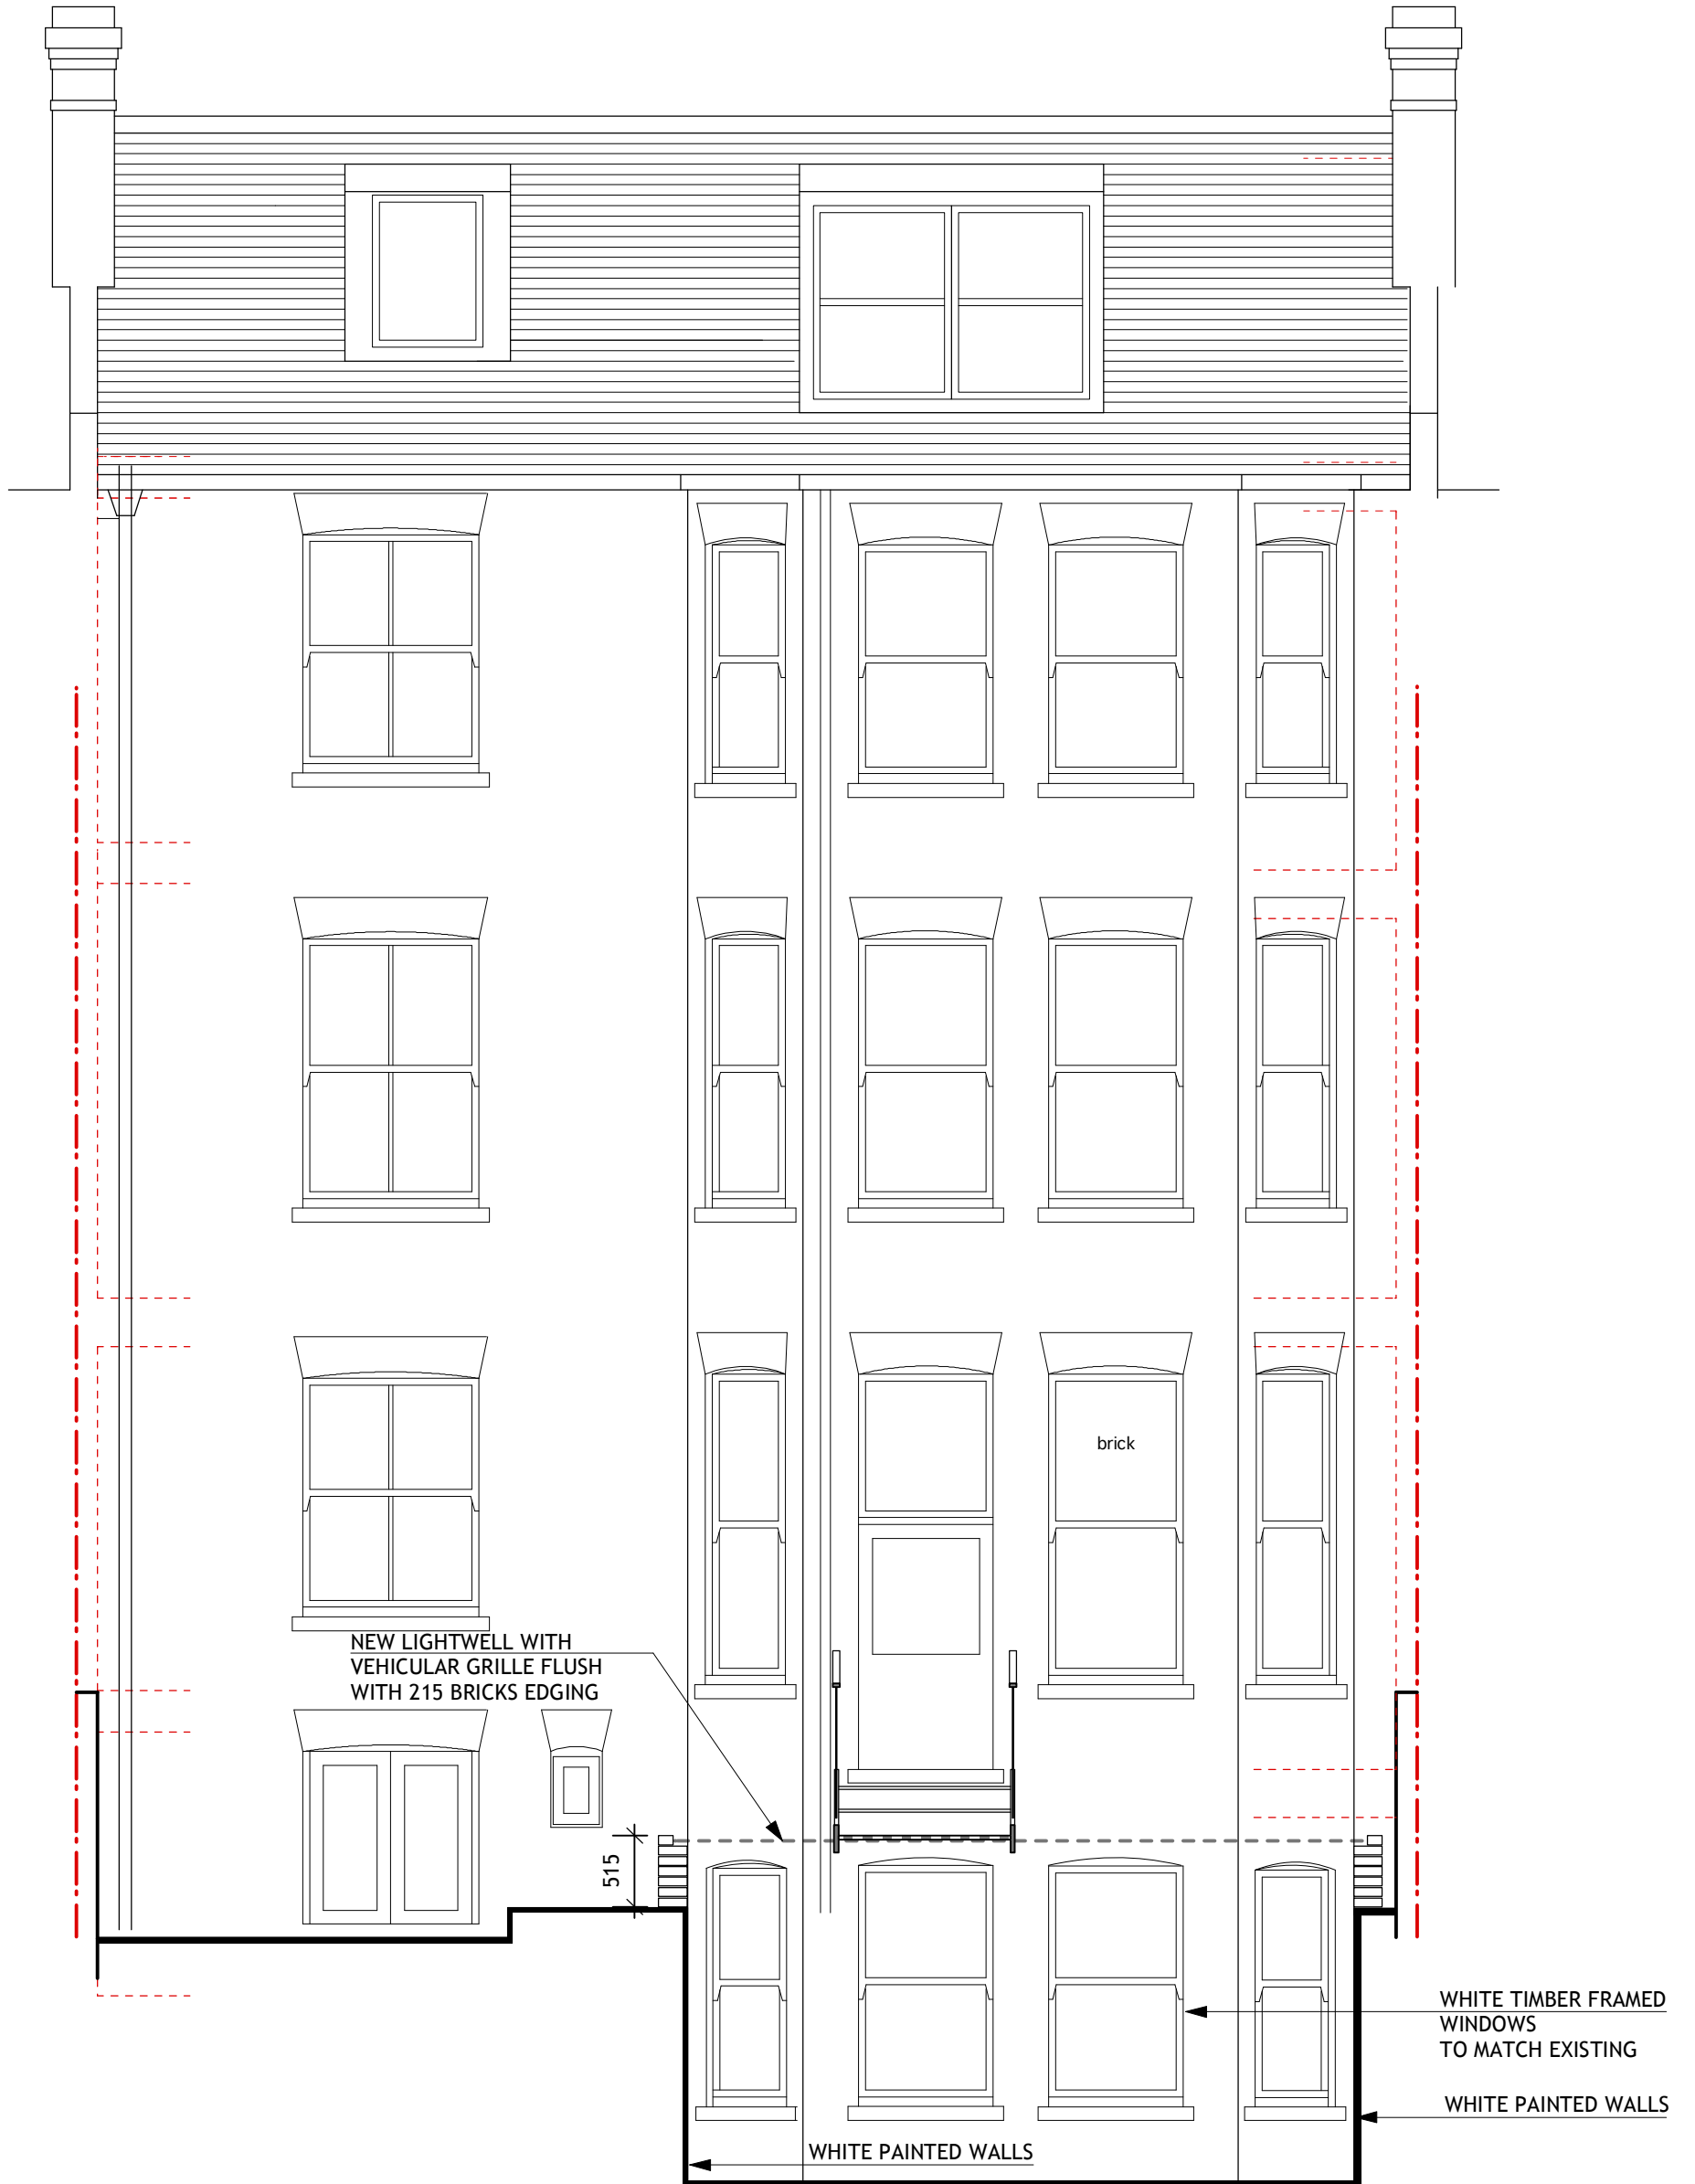 brick
NEW LIGHTWELL WITH
VEHICULAR GRILLE FLUSH
WITH 215 BRICKS EDGING
515
WHITE TIMBER FRAMED
WINDOWS
TO MATCH EXISTING
WHITE PAINTED WALLS
WHITE PAINTED WALLS